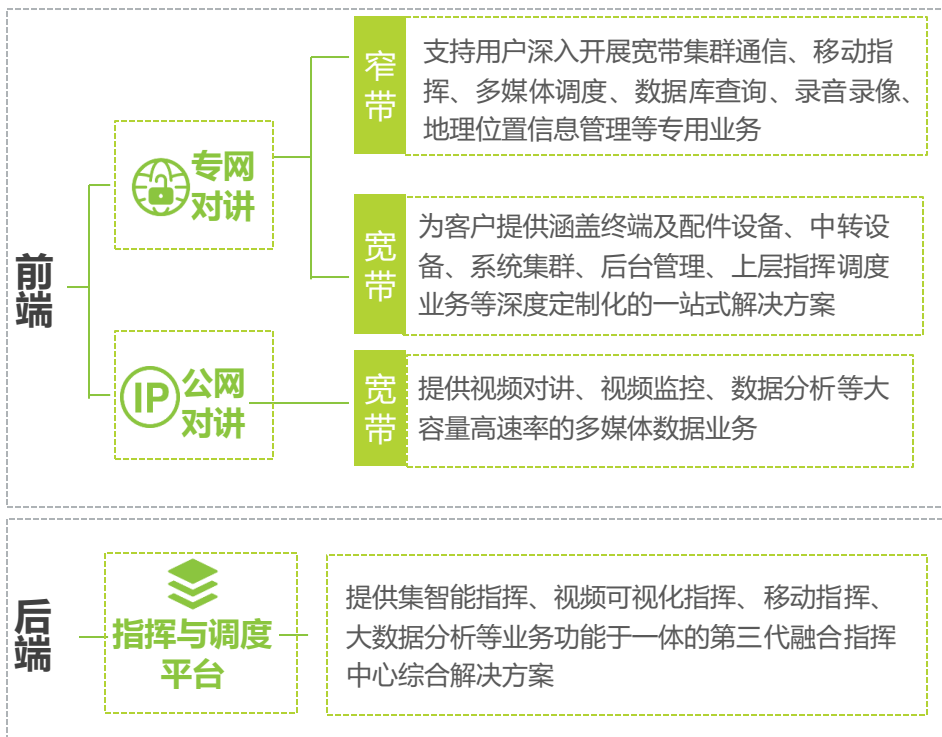 前端
专网
对讲
窄带
支持用户深入开展宽带集群通信、移动指
挥、多媒体调度、数据库查询、录音录像、
地理位置信息管理等专用业务
宽带
为客户提供涵盖终端及配件设备、中转设
备、系统集群、后台管理、上层指挥调度
业务等深度定制化的一站式解决方案
IP
公网
对讲
宽带
提供视频对讲、视频监控、数据分析等大
容量高速率的多媒体数据业务
后端
指挥与调度
平台
提供集智能指挥、视频可视化指挥、移动指挥、
大数据分析等业务功能于一体的第三代融合指挥
中心综合解决方案